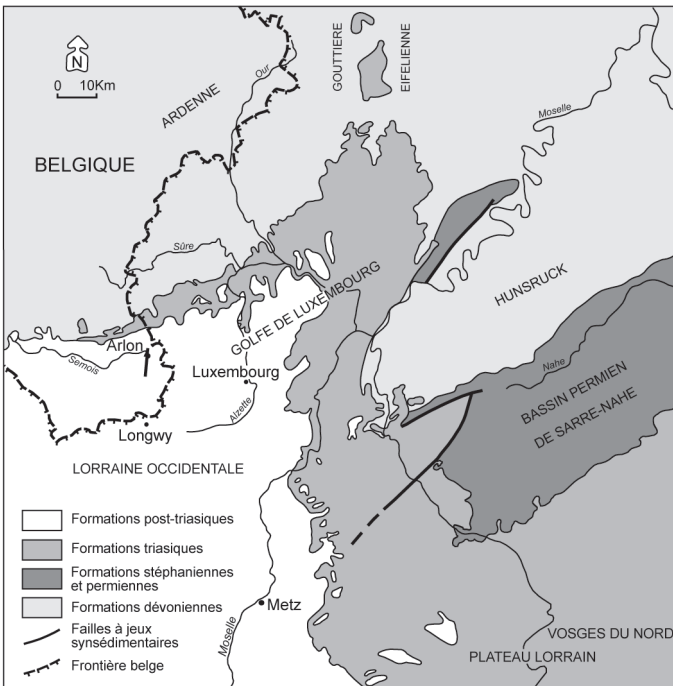 N
0 10Km
GOUTTIERE
EIFELIENNE
Our
ARDENNE
Moselle
BELGIQUE
Sûre
GOLFE DE LUXEMBOURG
HUNSRUCK
Arlon
Semois
Luxembourg
Alzette
Nahe
BASSIN PERMIEN
DE SARRE-NAHE
Longwy
LORRAINE OCCIDENTALE
Formations post-triasiques
Formations triasiques
Formations stéphaniennes
et permiennes
Formations dévoniennes
Failles à jeux
synsédimentaires
Frontière belge
Metz
Moselle
VOSGES DU NORD
PLATEAU LORRAIN